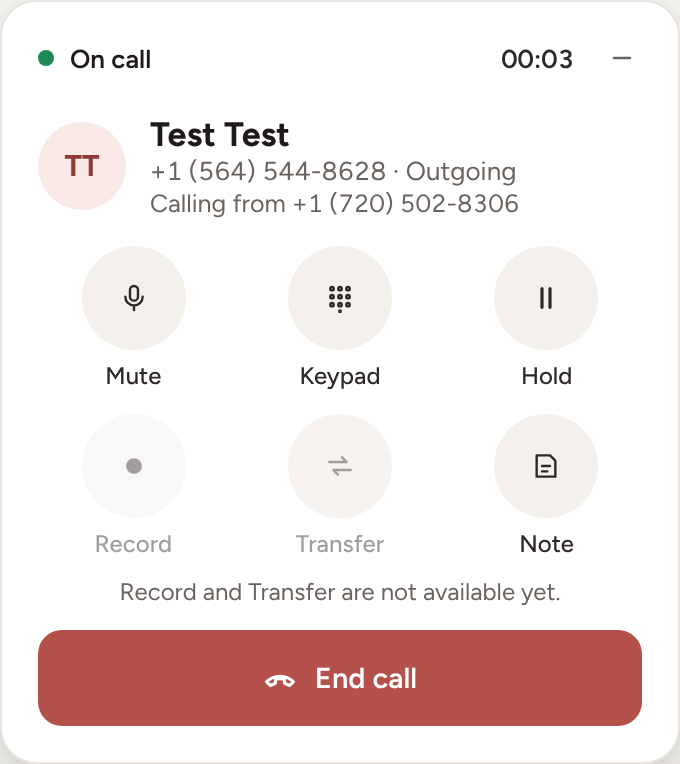 On call 00:03
TT
Test Test
+1 (564) 544-8628 · Outgoing
Calling from +1 (720) 502-8306
Mute Keypad Hold
Record Transfer Note
Record and Transfer are not available yet.
End call